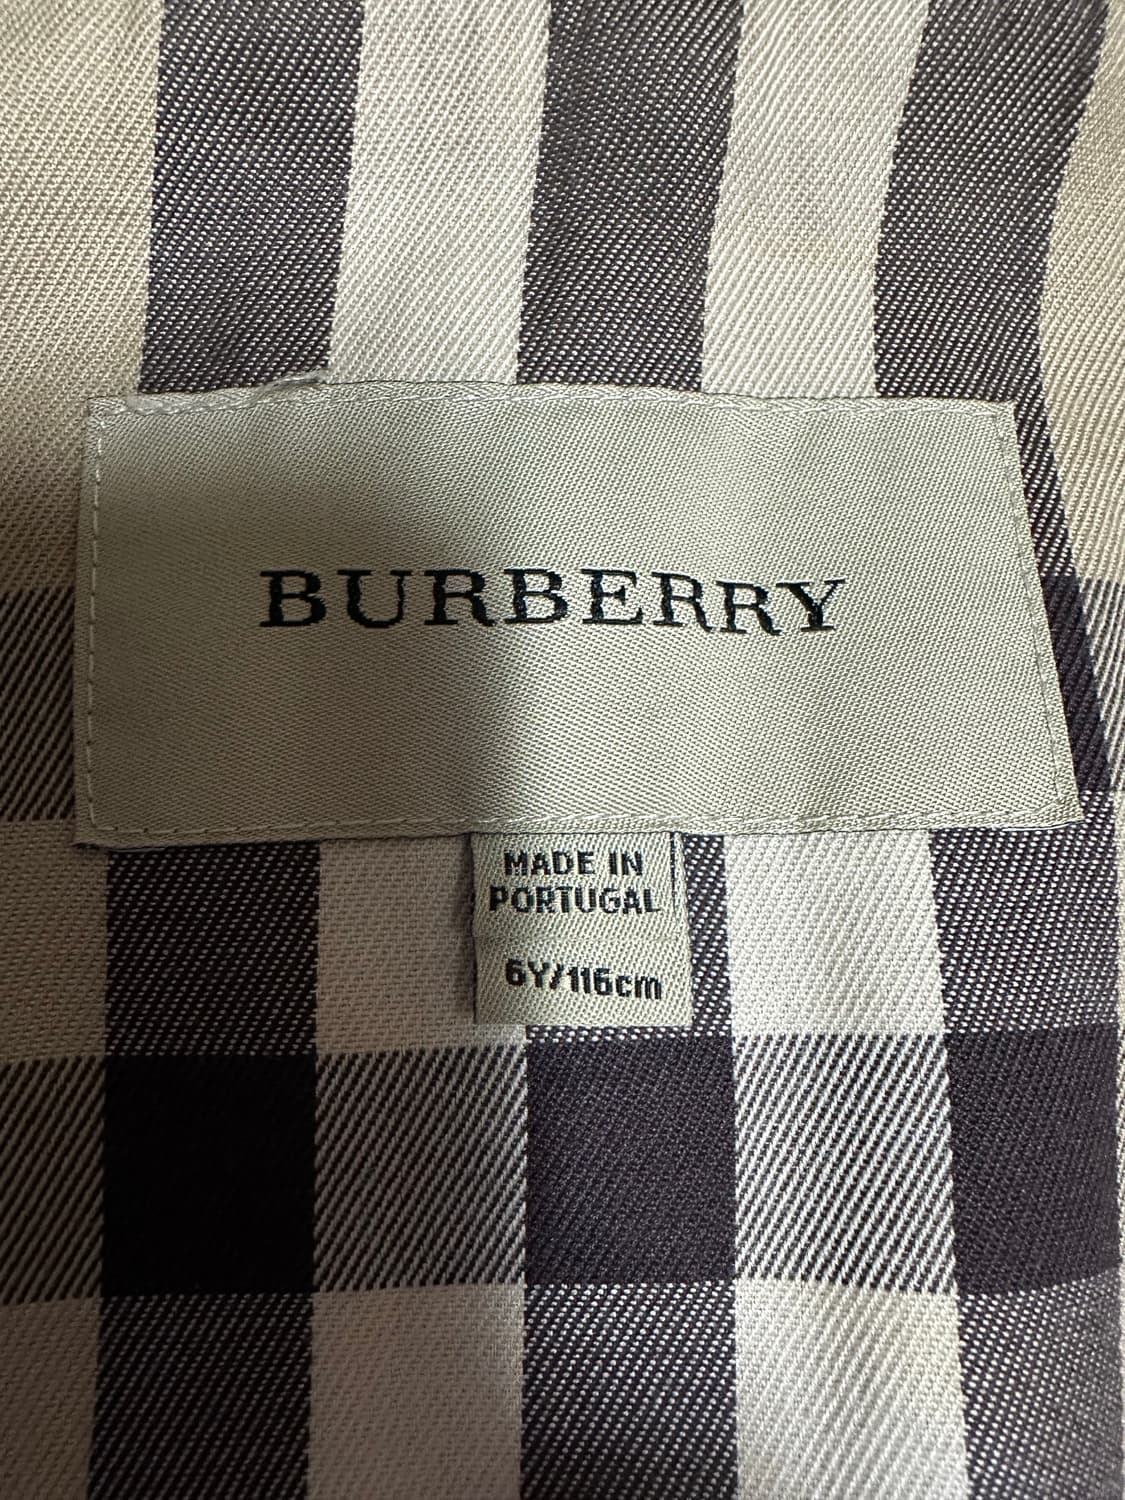 BURBERRY
MADE IN
PORTUGAL
6Y/116cm